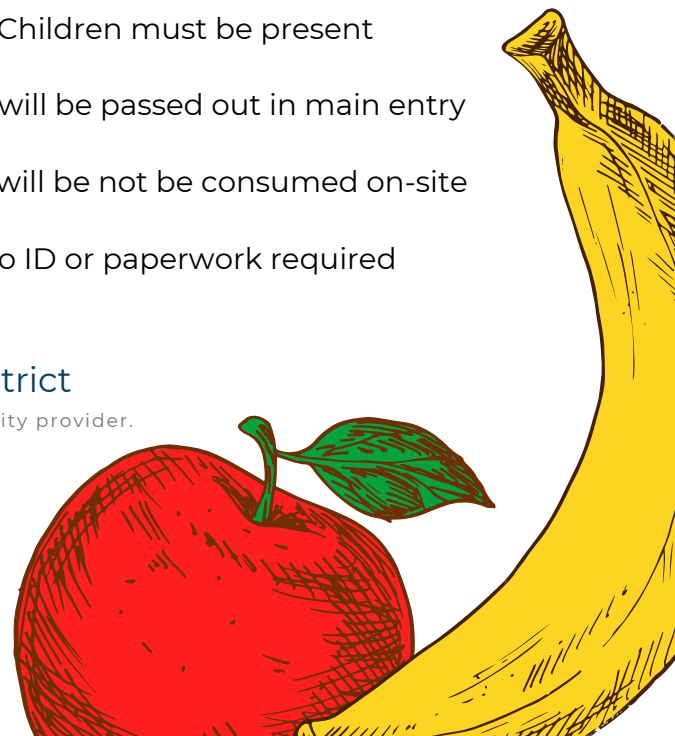 Children must be present
will be passed out in main entry
will be not be consumed on-site
o ID or paperwork required
trict
ity provider.